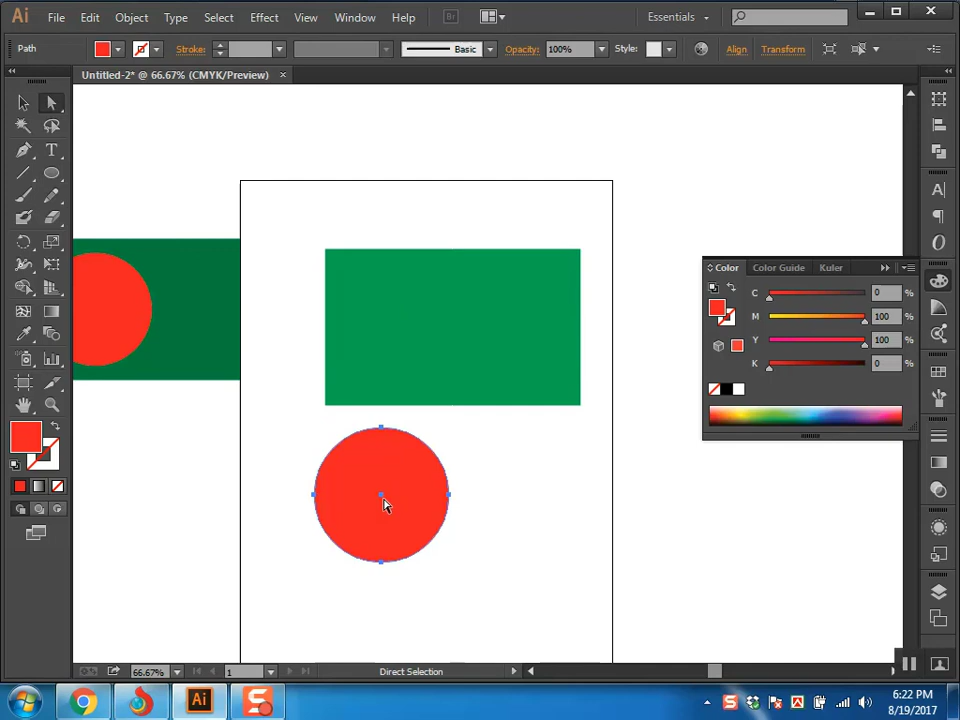 Ai File Edit Object Type Select Effect View Window Help Br Essentials
Path Stroke: Basic Opacity: 100% Style: Align Transform
Untitled-2* @ 66.67% (CMYK/Preview) ×
T
Color Color Guide Kuler
C 0 %
M 100 %
Y 100 %
K 0 %
A
O
66.67% 1 Direct Selection
Ai S 6:22 PM
8/19/2017